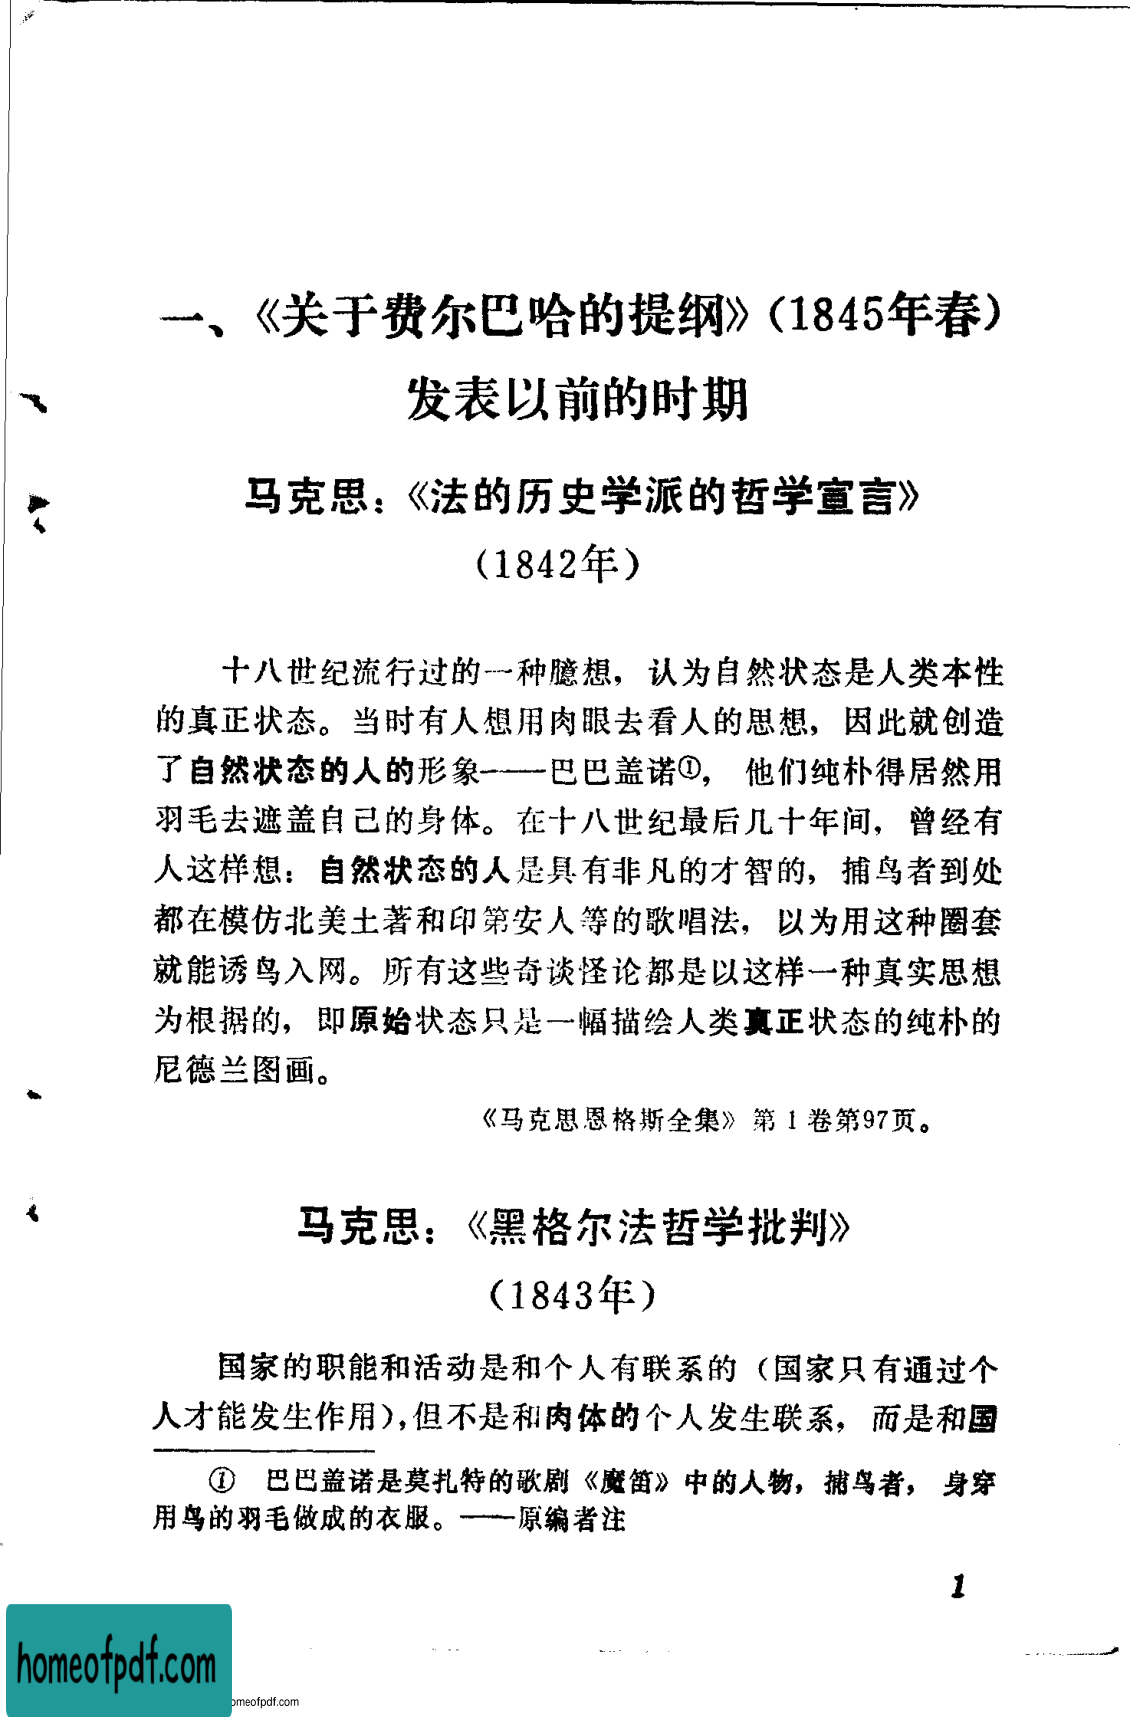 一、《关于费尔巴哈的提纲》(1845年春)
发表以前的时期
马克思：《法的历史学派的哲学宣言》
(1842年)
十八世纪流行过的一种臆想，认为自然状态是人类本性
的真正状态。当时有人想用肉眼去看人的思想，因此就创造
了自然状态的人的形象——巴巴盖诺①，他们纯朴得居然用
羽毛去遮盖自己的身体。在十八世纪最后几十年间，曾经有
人这样想：自然状态的人是具有非凡的才智的，捕鸟者到处
都在模仿北美土著和印第安人等的歌唱法，以为用这种圈套
就能诱鸟入网。所有这些奇谈怪论都是以这样一种真实思想
为根据的，即原始状态只是一幅描绘人类真正状态的纯朴的
尼德兰图画。
《马克思恩格斯全集》第1卷第97页。
马克思：《黑格尔法哲学批判》
(1843年)
国家的职能和活动是和个人有联系的（国家只有通过个
人才能发生作用），但不是和肉体的个人发生联系，而是和国
① 巴巴盖诺是莫扎特的歌剧《魔笛》中的人物，捕鸟者，身穿
用鸟的羽毛做成的衣服。——原编者注
1
homeofpdf.com
omeofpdf.com